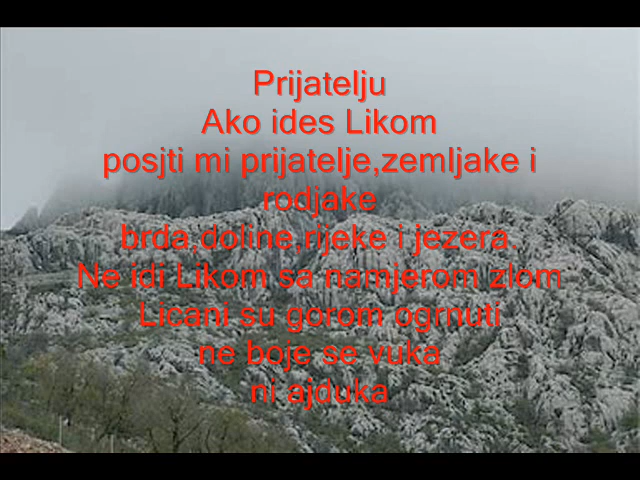 Prijatelju
Ako ides Likom
posjti mi prijatelje,zemljake i
rodjake
brda,doline,rijeke i jezera.
Ne idi Likom sa namjerom zlom
Licani su gorom ogrnuti
ne boje se vuka
ni ajduka